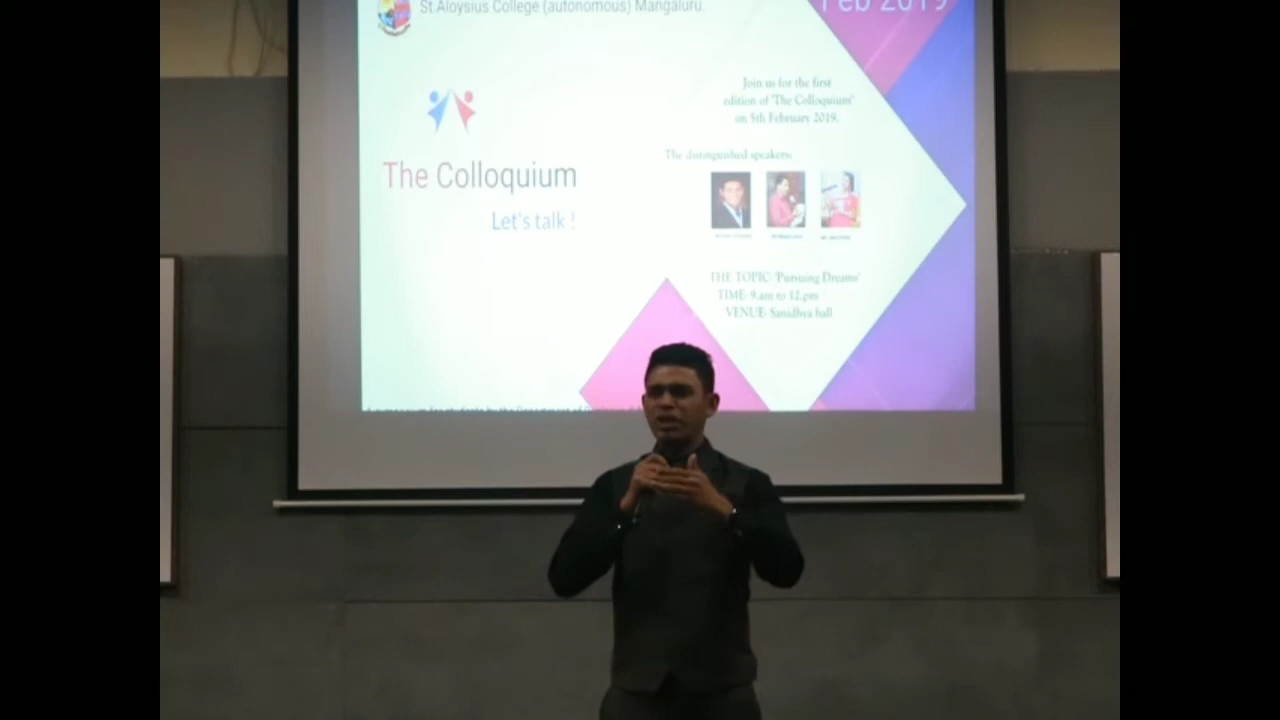 St.Aloysius College (autonomous) Mangaluru.
Feb 2019
Join us for the first
edition of 'The Colloquium'
on 5th February 2019.
The distinguished speakers:
The Colloquium
Let's talk !
THE TOPIC: 'Pursuing Dreams'
TIME- 9.am to 12.pm
VENUE- Sanidhya hall